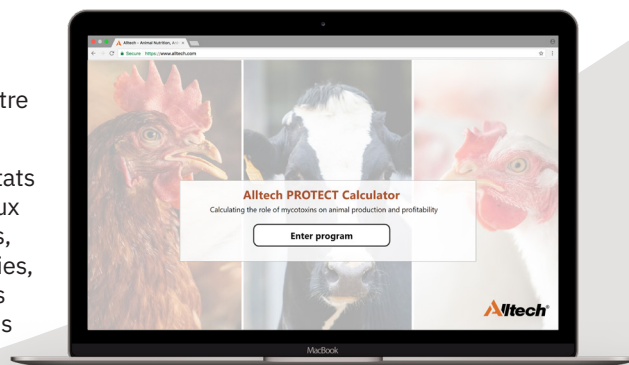 tre
tats
ux
s,
ies,
s
s
Alltech - Animal Nutrition, An
Secure https://www.alltech.com
Alltech PROTECT Calculator
Calculating the role of mycotoxins on animal production and profitability
Enter program
Alltech®
MacBook